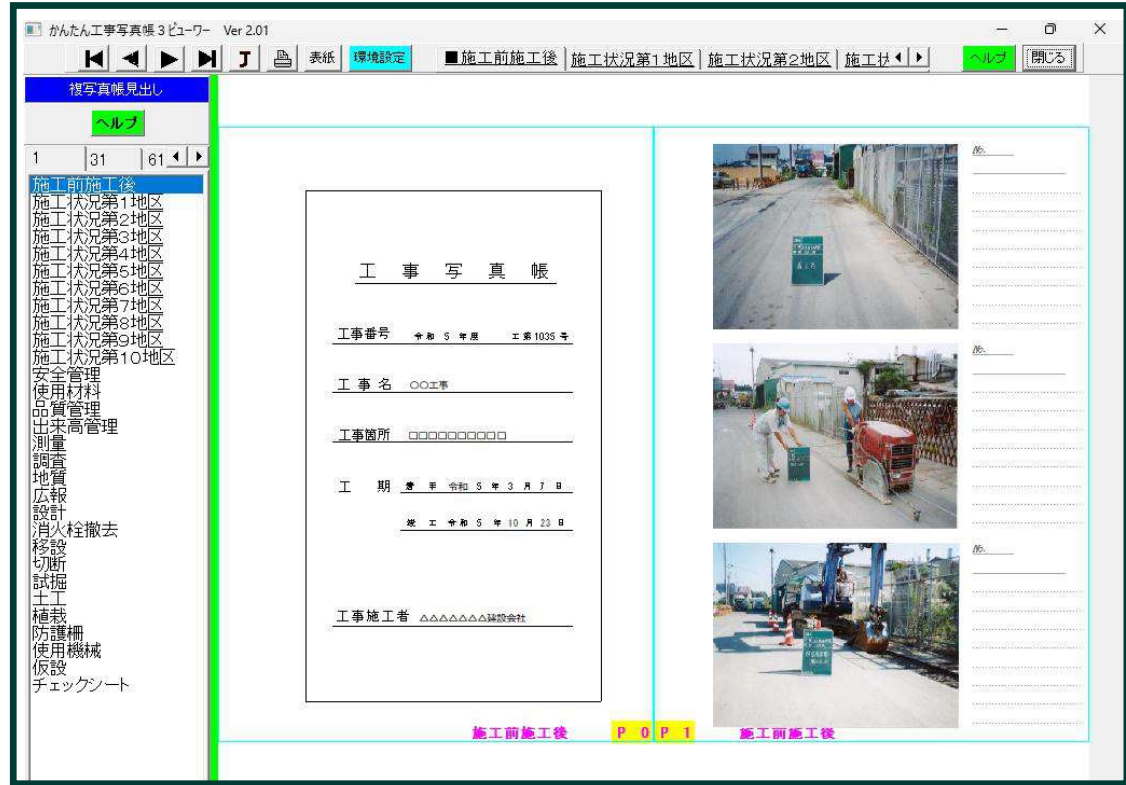 かんたん工事写真帳3ビューワー Ver 2.01
J 表紙 環境設定 ■施工前施工後 施工状況第1地区 施工状況第2地区 施工 ヘルプ 閉じる
複写真帳見出し
ヘルプ
1 31 61
施工前施工後
施工状況第1地区
施工状況第2地区
施工状況第3地区
施工状況第4地区
施工状況第5地区
施工状況第6地区
施工状況第7地区
施工状況第8地区
施工状況第9地区
施工状況第10地区
安全管理
使用材料
品質管理
出来高管理
測量
調査
地質
広報
設計
消火栓撤去
移設
切断
試掘
土工
植栽
防護柵
使用機械
仮設
チェックシート
工事写真帳
工事番号 令和 5 年度 工第1035 号
工事名 〇〇工事
工事箇所 □□□□□□□□□□
工期 着手 令和 5 年 3 月 7 日
竣工 令和 5 年 10 月 23 日
工事施工者 △△△△△△△建設会社
施工前施工後 P 0
№.
№.
№.
P 1 施工前施工後